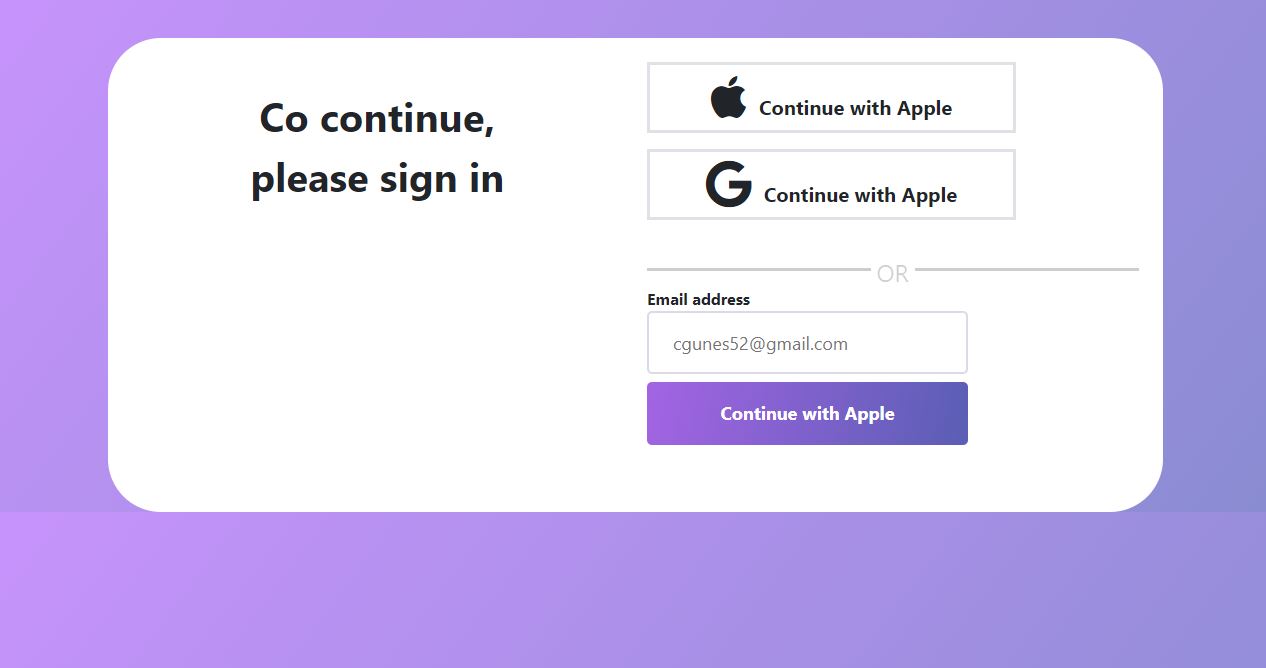 Co continue,
please sign in
Continue with Apple
Continue with Apple
OR
Email address
cgunes52@gmail.com
Continue with Apple